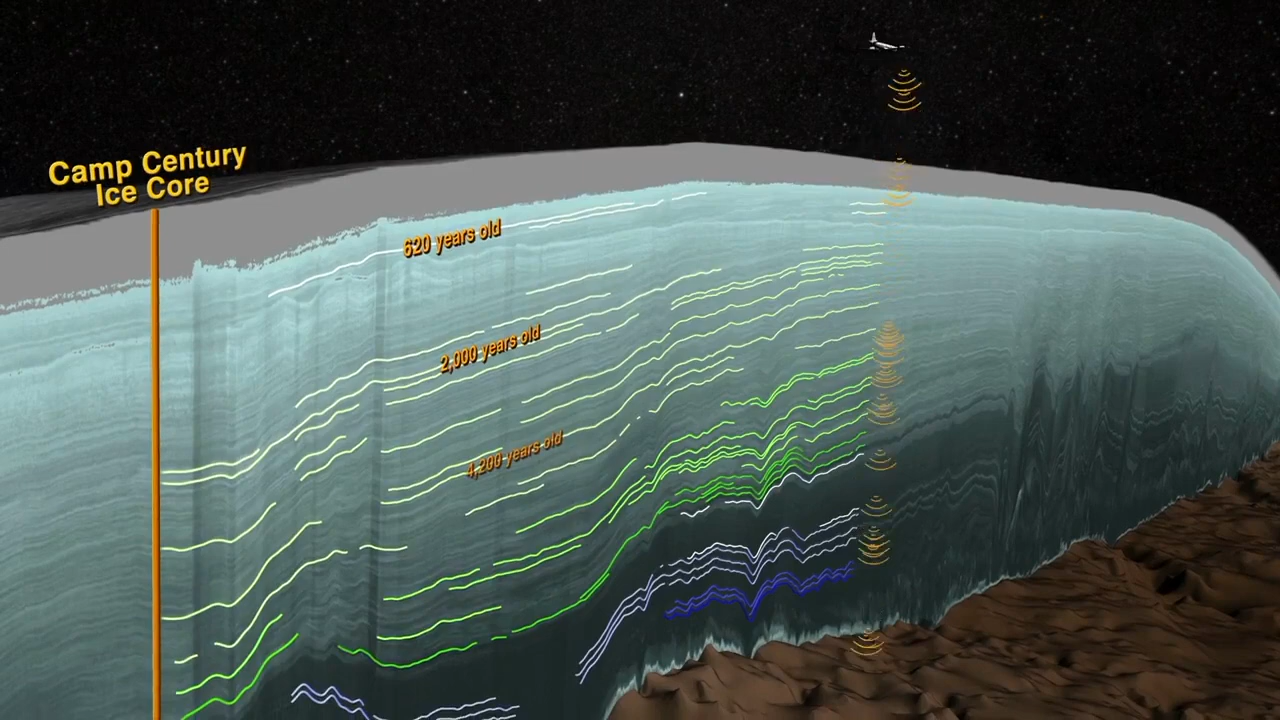 Camp Century
Ice Core
620 years old
2,000 years old
4,200 years old